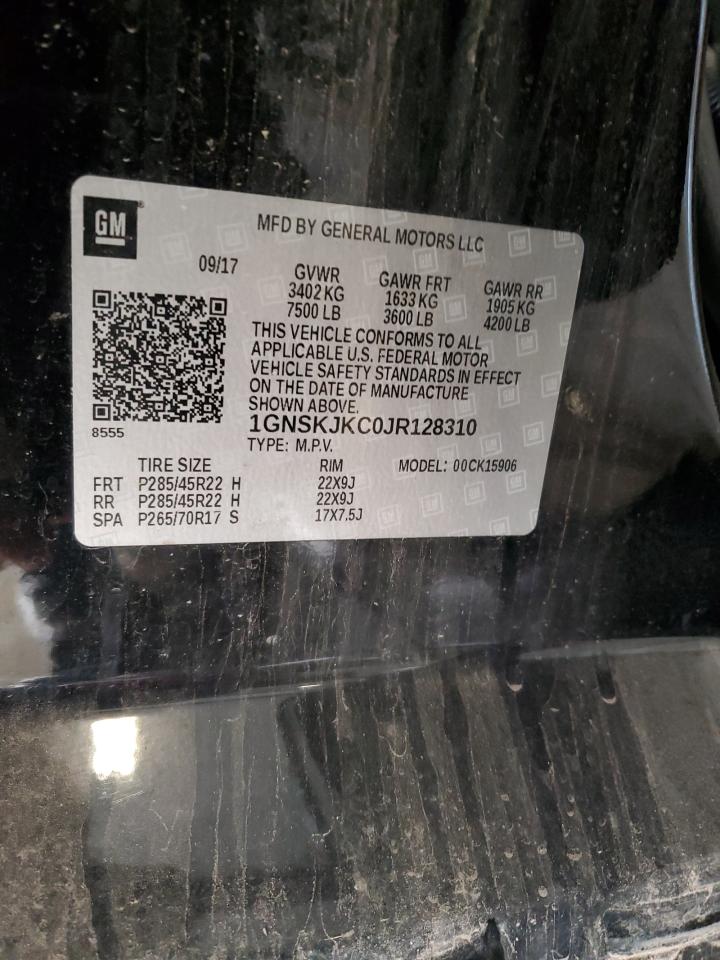 GM
MFD BY GENERAL MOTORS LLC
09/17
GVWR GAWR FRT GAWR RR
3402 KG 1633 KG 1905 KG
7500 LB 3600 LB 4200 LB
THIS VEHICLE CONFORMS TO ALL
APPLICABLE U.S. FEDERAL MOTOR
VEHICLE SAFETY STANDARDS IN EFFECT
ON THE DATE OF MANUFACTURE
SHOWN ABOVE.
8555
1GNSKJKC0JR128310
TYPE: M.P.V.
TIRE SIZE RIM MODEL: 00CK15906
FRT P285/45R22 H 22X9J
RR P285/45R22 H 22X9J
SPA P265/70R17 S 17X7.5J